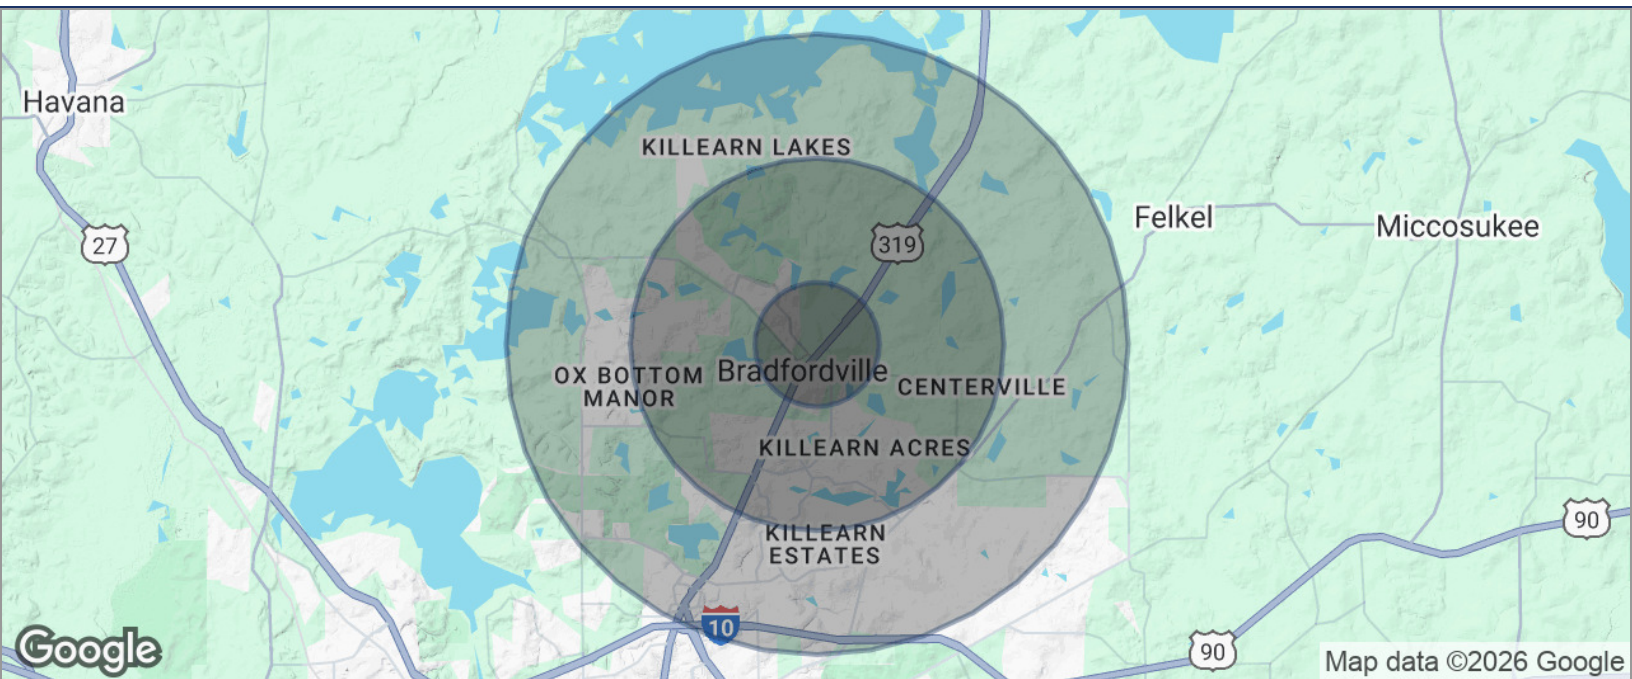 Havana
KILLEARN LAKES
Felkel
Miccosukee
27
319
OX BOTTOM
MANOR
Bradfordville
CENTERVILLE
KILLEARN ACRES
KILLEARN
ESTATES
90
10
90
Google
Map data ©2026 Google